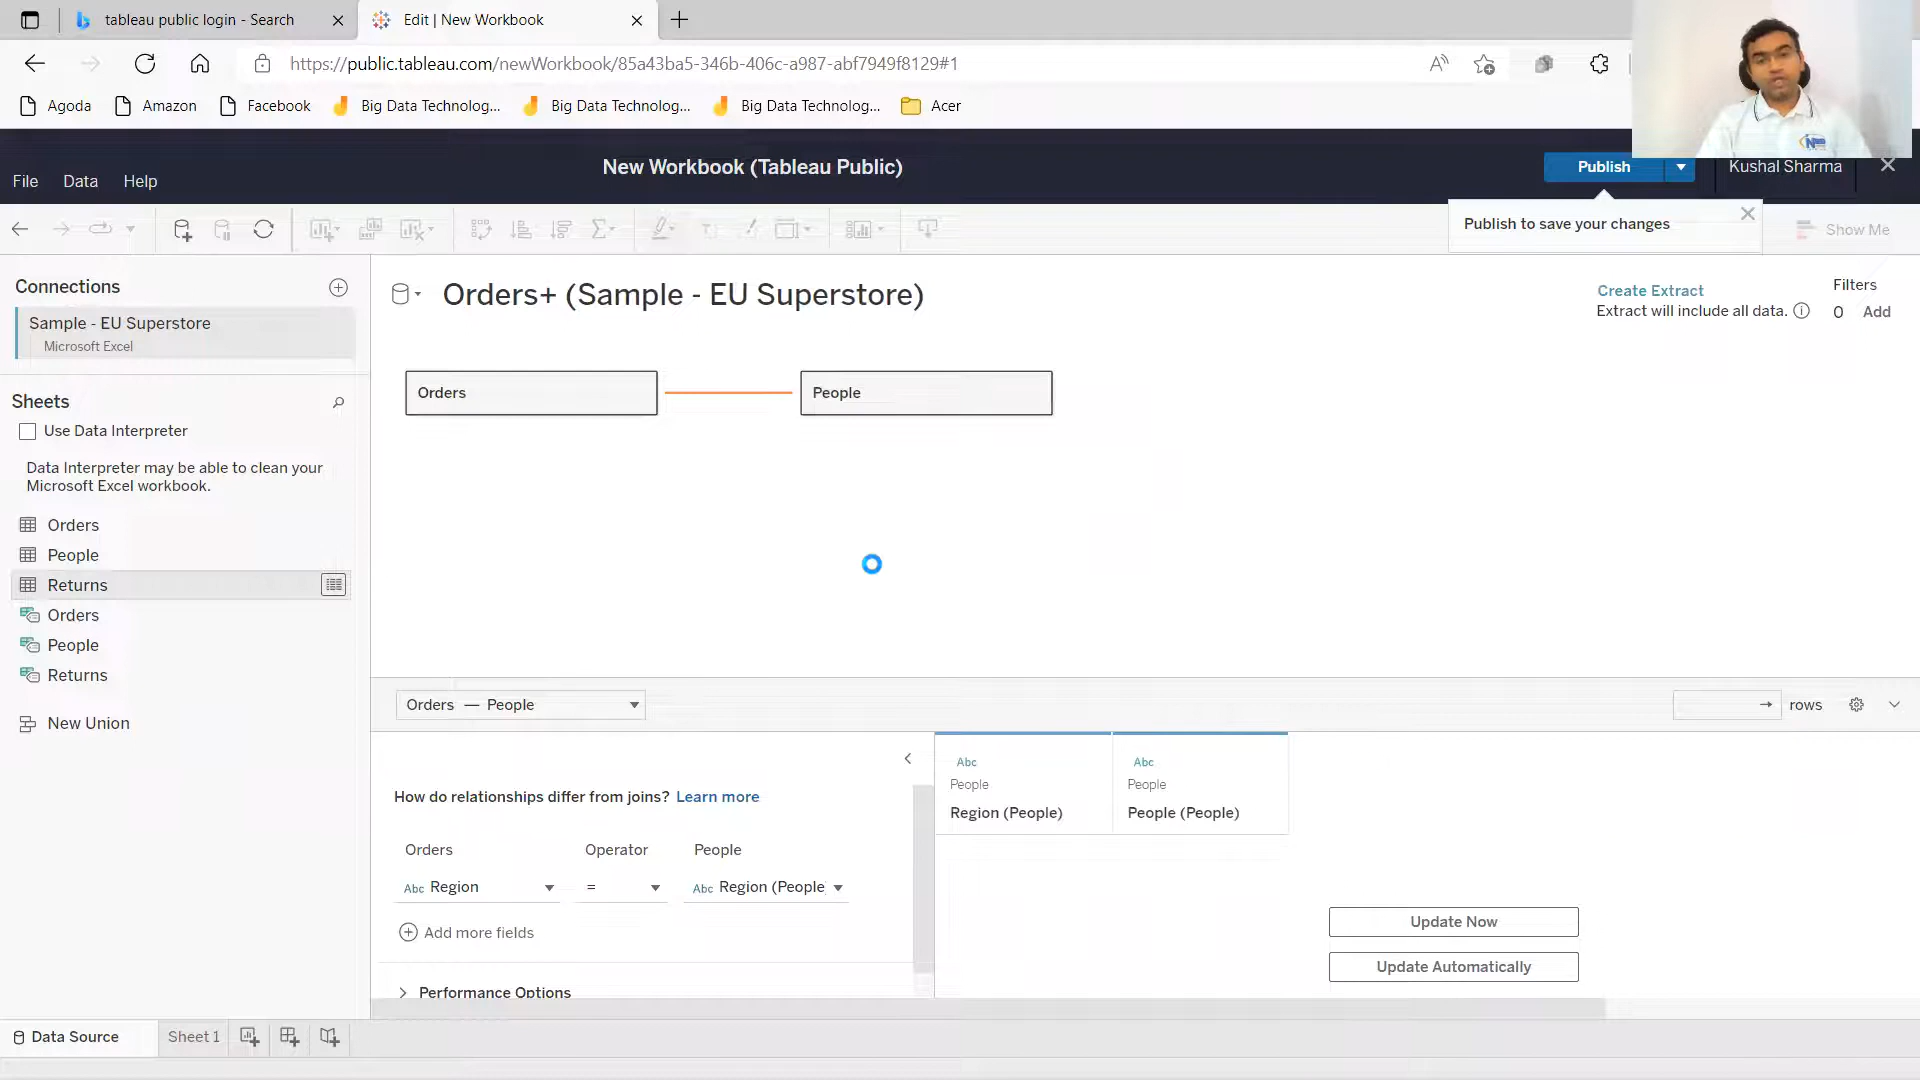 tableau public login - Search
Edit | New Workbook
https://public.tableau.com/newWorkbook/85a43ba5-346b-406c-a987-abf7949f8129#1
Agoda
Amazon
Facebook
Big Data Technolog...
Big Data Technolog...
Big Data Technolog...
Acer
File
Data
Help
New Workbook (Tableau Public)
Publish
Kushal Sharma
Publish to save your changes
Show Me
Connections
Sample - EU Superstore
Microsoft Excel
Orders+ (Sample - EU Superstore)
Create Extract
Extract will include all data.
Filters
0 Add
Orders
People
Sheets
Use Data Interpreter
Data Interpreter may be able to clean your
Microsoft Excel workbook.
Orders
People
Returns
Orders
People
Returns
New Union
Orders — People
→ rows
How do relationships differ from joins? Learn more
Orders
Operator
People
Abc Region
=
Abc Region (People
Add more fields
Performance Options
Abc
People
Region (People)
Abc
People
People (People)
Update Now
Update Automatically
Data Source
Sheet 1